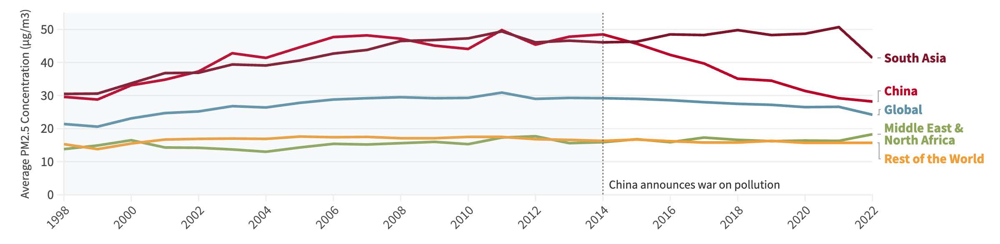 Average PM2.5 Concentration (µg/m3)
50
40
30
20
10
0
1998
2000
2002
2004
2006
2008
2010
2012
2014
2016
2018
2020
2022
China announces war on pollution
South Asia
China
Global
Middle East &
North Africa
Rest of the World